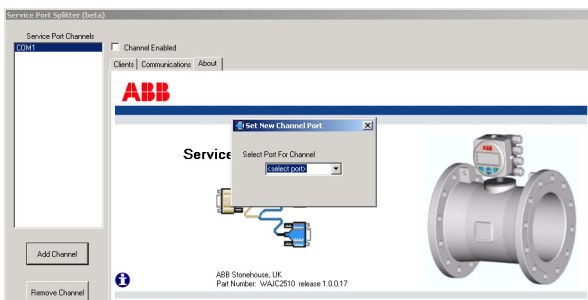 Service Port Splitter (beta)
Service Port Channels
COM1
Channel Enabled
Clients
Communications
About
ABB
Set New Channel Port
Service
Select Port For Channel
<select port>
ABB
Add Channel
Remove Channel
ABB Stonehouse, UK
Part Number: WAJC2510 release 1.0.0.17